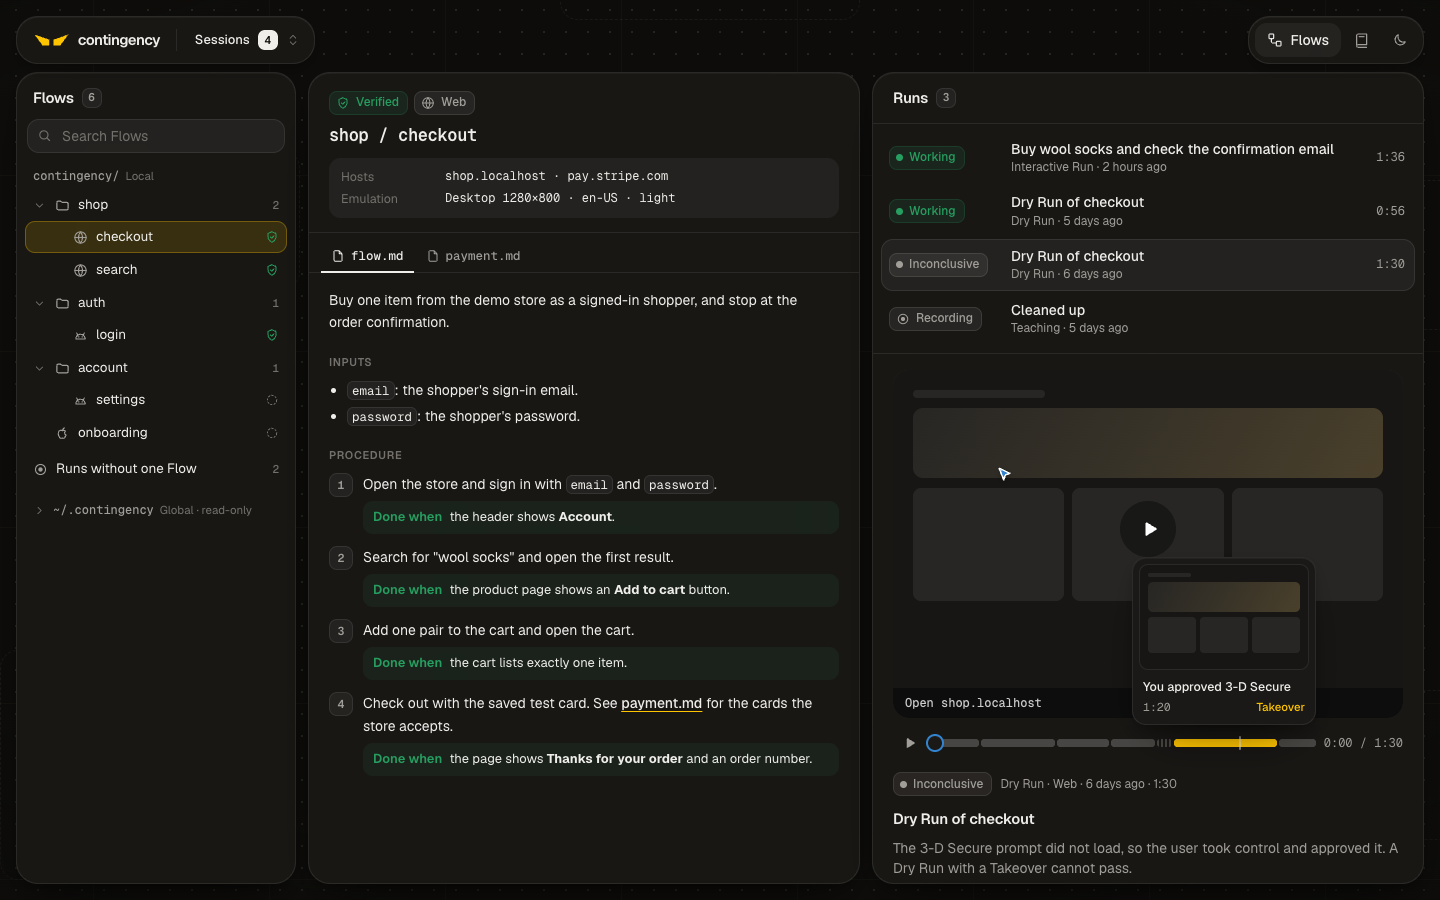 contingency
Sessions 4
Flows
Flows 6
Search Flows
contingency/ Local
shop 2
checkout
search
auth 1
login
account 1
settings
onboarding
Runs without one Flow 2
~/.contingency Global · read-only
Verified Web
shop / checkout
Hosts shop.localhost · pay.stripe.com
Emulation Desktop 1280×800 · en-US · light
flow.md payment.md
Buy one item from the demo store as a signed-in shopper, and stop at the
order confirmation.
INPUTS
• email: the shopper's sign-in email.
• password: the shopper's password.
PROCEDURE
1 Open the store and sign in with email and password.
Done when the header shows Account.
2 Search for "wool socks" and open the first result.
Done when the product page shows an Add to cart button.
3 Add one pair to the cart and open the cart.
Done when the cart lists exactly one item.
4 Check out with the saved test card. See payment.md for the cards the
store accepts.
Done when the page shows Thanks for your order and an order number.
Runs 3
Working Buy wool socks and check the confirmation email 1:36
Interactive Run · 2 hours ago
Working Dry Run of checkout 0:56
Dry Run · 5 days ago
Inconclusive Dry Run of checkout 1:30
Dry Run · 6 days ago
Recording Cleaned up
Teaching · 5 days ago
You approved 3-D Secure
1:20 Takeover
Open shop.localhost
0:00 / 1:30
Inconclusive Dry Run · Web · 6 days ago · 1:30
Dry Run of checkout
The 3-D Secure prompt did not load, so the user took control and approved it. A
Dry Run with a Takeover cannot pass.